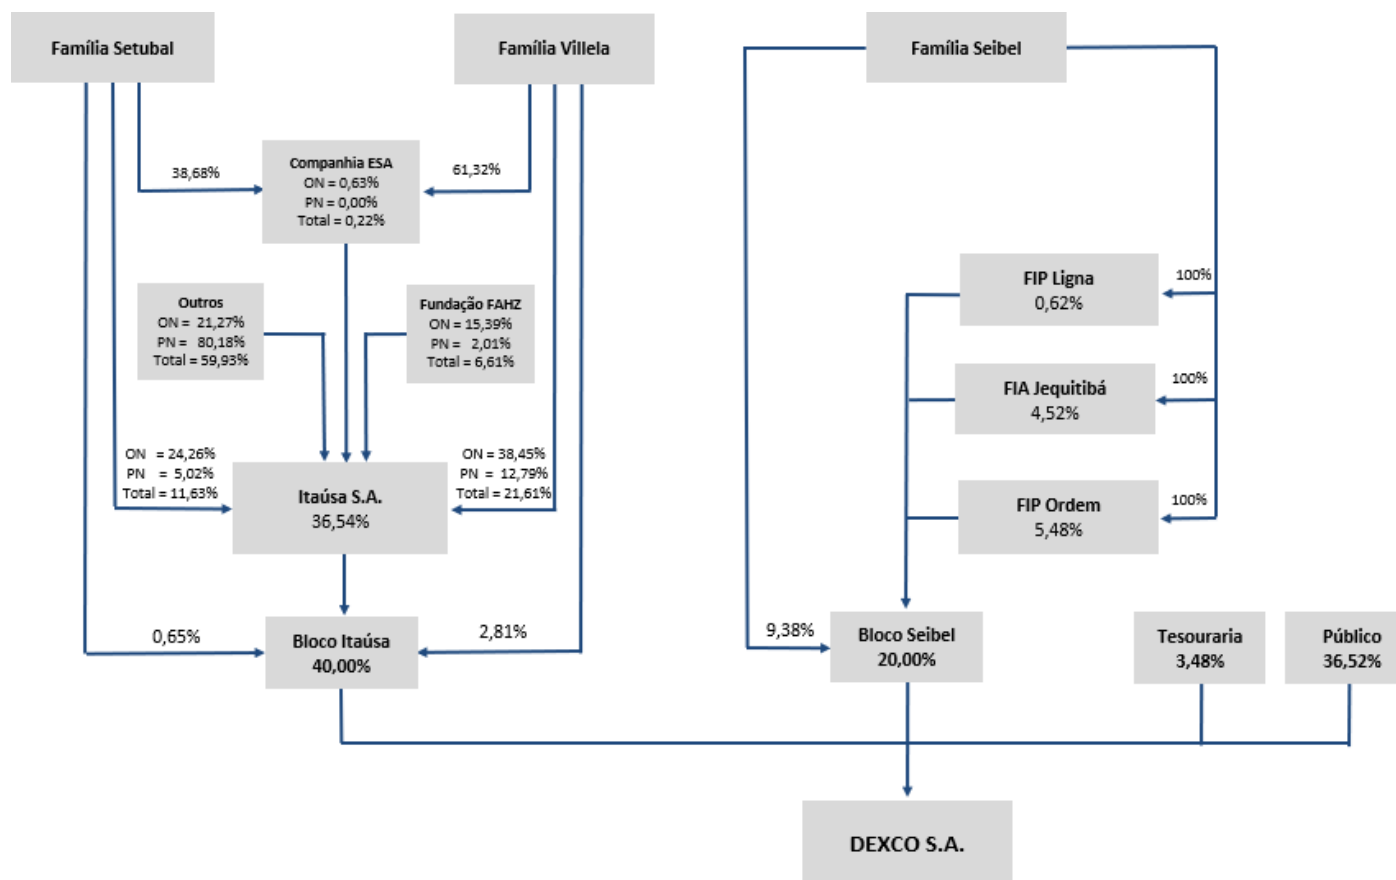 Família Setubal
Família Villela
Família Seibel
Companhia ESA
ON = 0,63%
PN = 0,00%
Total = 0,22%
38,68%
61,32%
Outros
ON = 21,27%
PN = 80,18%
Total = 59,93%
Fundação FAHZ
ON = 15,39%
PN = 2,01%
Total = 6,61%
FIP Ligna
0,62%
100%
FIA Jequitibá
4,52%
100%
FIP Ordem
5,48%
100%
ON = 24,26%
PN = 5,02%
Total = 11,63%
ON = 38,45%
PN = 12,79%
Total = 21,61%
Itaúsa S.A.
36,54%
0,65%
2,81%
Bloco Itaúsa
40,00%
9,38%
Bloco Seibel
20,00%
Tesouraria
3,48%
Público
36,52%
DEXCO S.A.